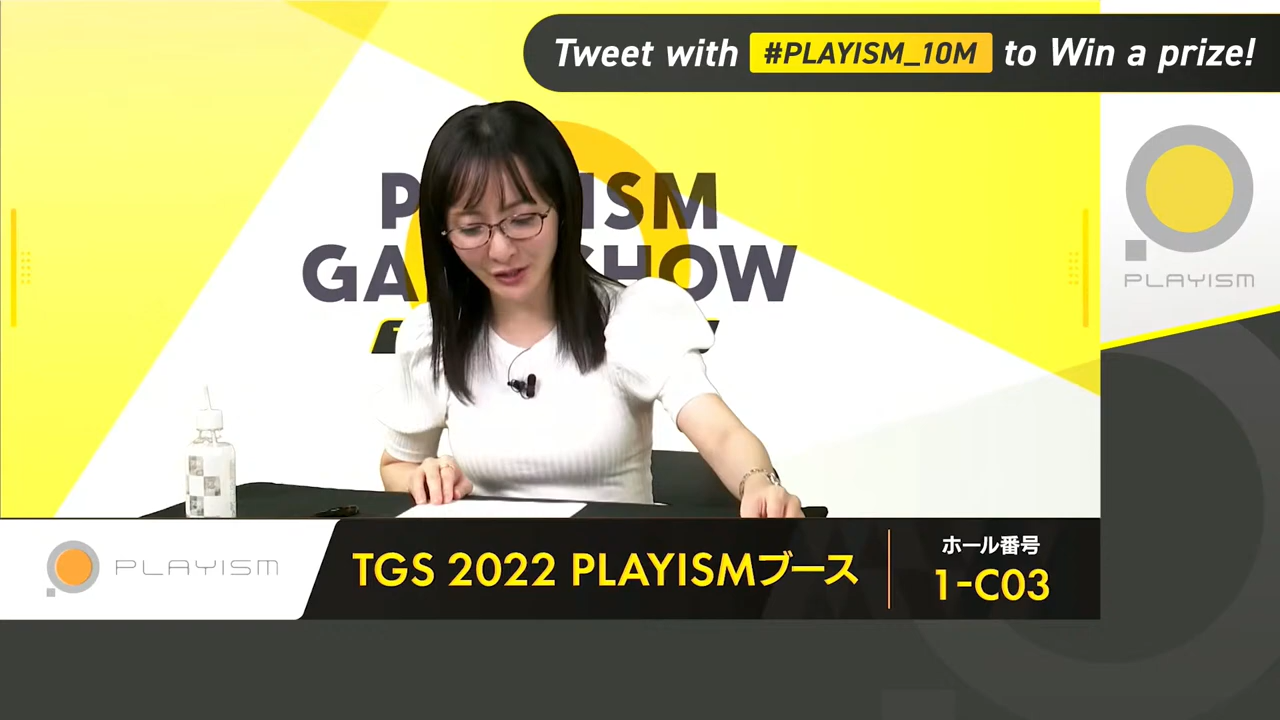 Tweet with #PLAYISM_10M to Win a prize!
PLAYISM
TGS 2022 PLAYISMブース
ホール番号
1-C03
PLAYISM